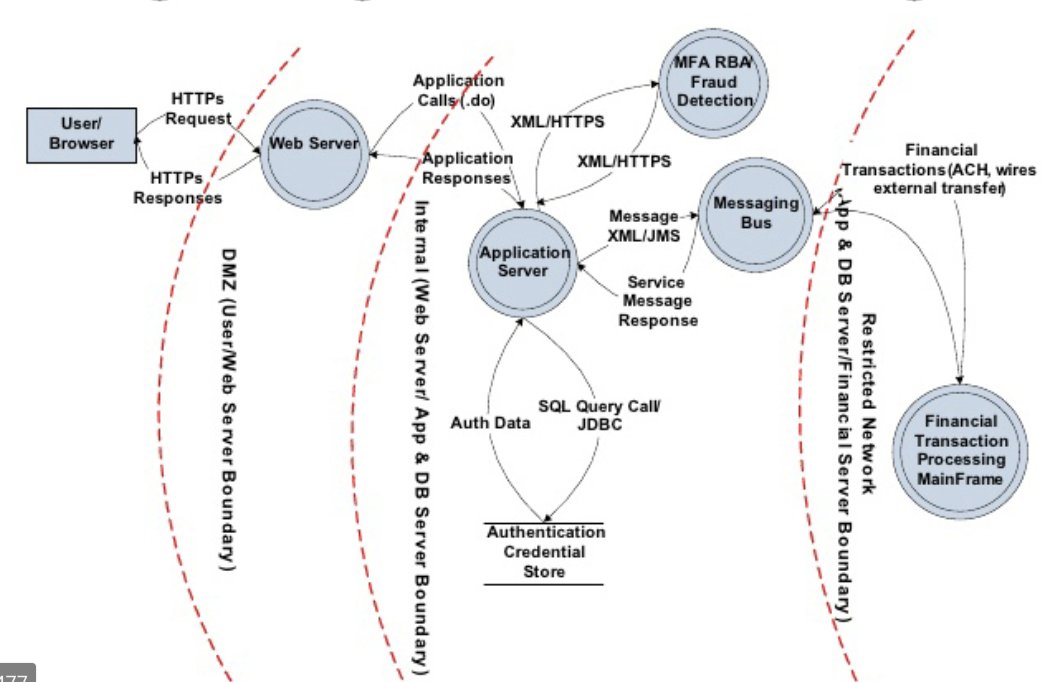 User/
Browser
HTTPs
Request
HTTPs
Responses
Web Server
DMZ (User/Web Server Boundary)
Application
Calls (.do)
Application
Responses
Internal (Web Server/ App & DB Server Boundary)
MFA RBA/
Fraud
Detection
XML/HTTPS
XML/HTTPS
Application
Server
Message
XML/JMS
Service
Message
Response
Messaging
Bus
Auth Data
SQL Query Call/
JDBC
Authentication
Credential
Store
Financial
Transactions(ACH, wires
external transfer)
Restricted Network
App & DB Server/Financial Server Boundary)
Financial
Transaction
Processing
MainFrame